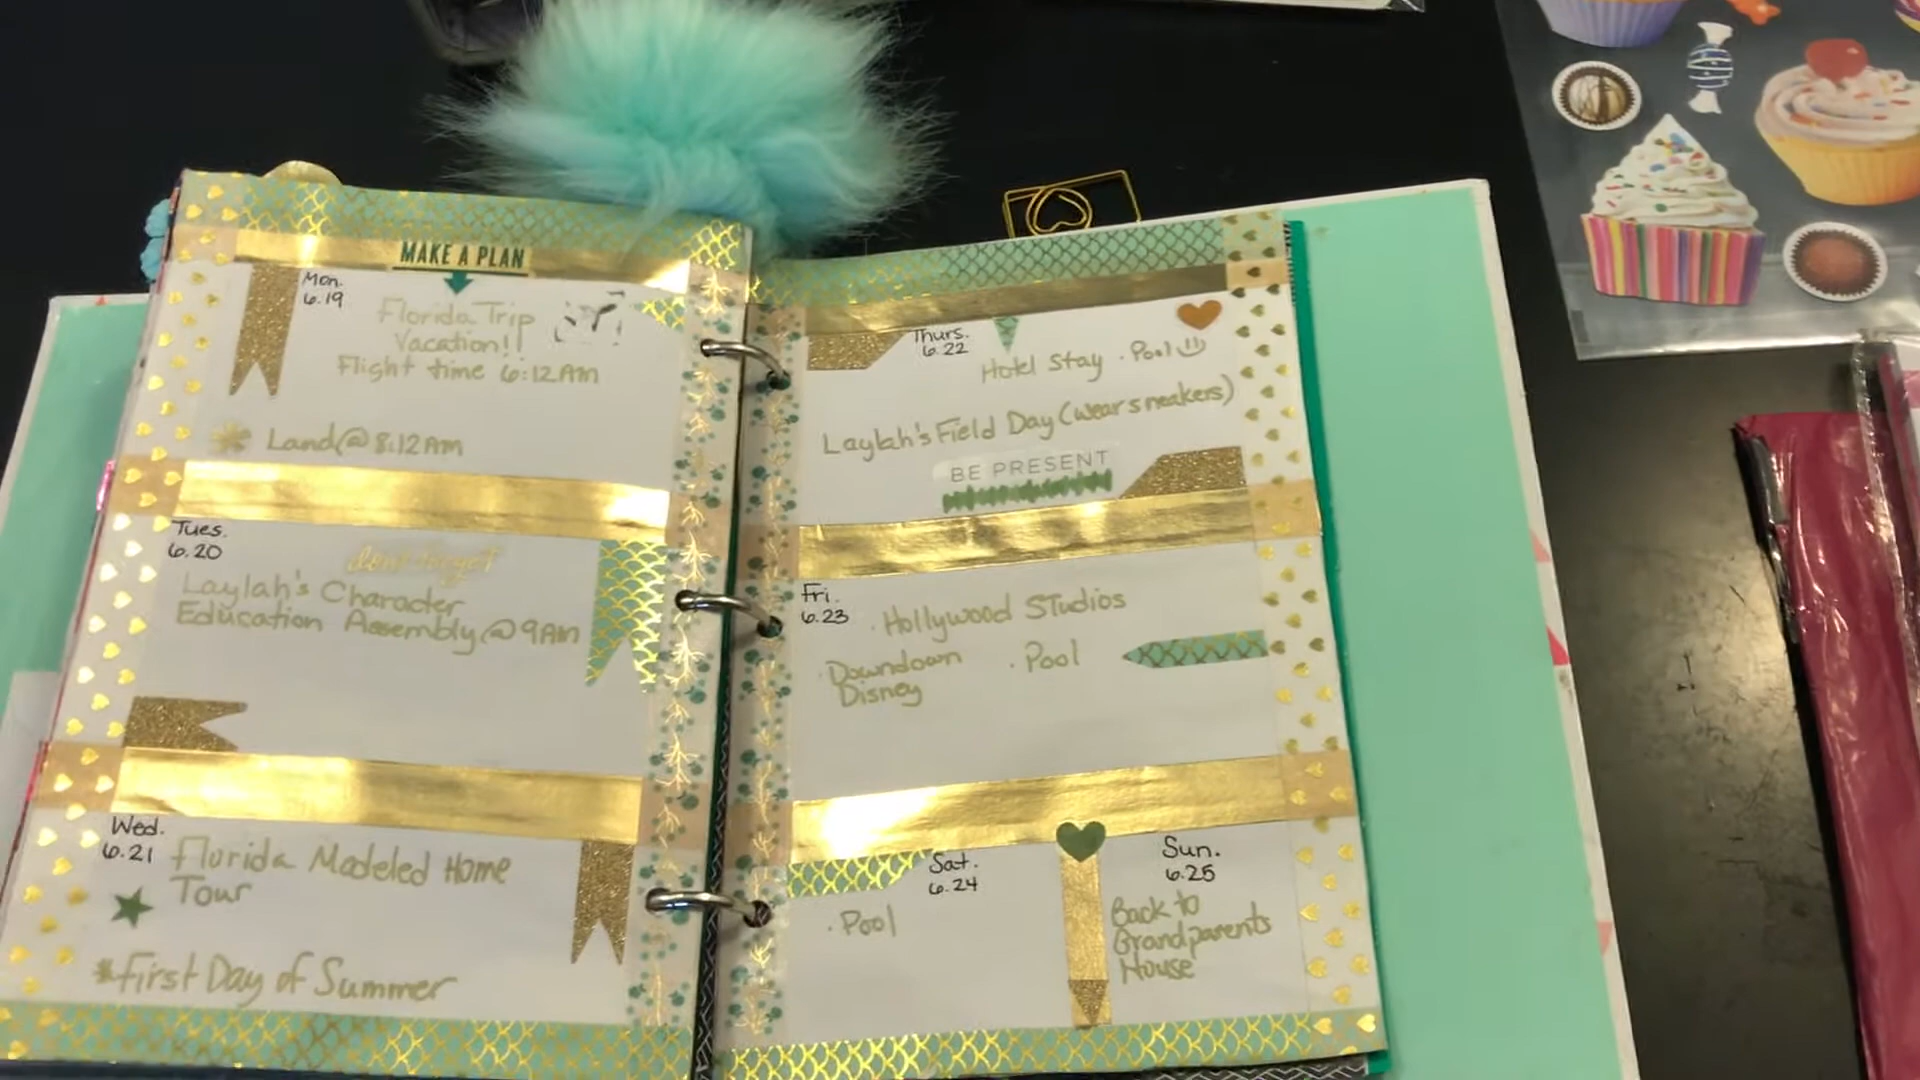 MAKE A PLAN
Mon.
6.19
Florida Trip
Vacation!!
Flight time 6:12AM
Land@ 8:12AM
Tues.
6.20
don't forget
Laylah's Character
Education Assembly@9AM
Wed.
6.21
Florida Modeled Home
Tour
*First Day of Summer
Thurs.
6.22
Hotel Stay . Pool
Laylah's Field Day (wear sneakers)
BE PRESENT
Fri.
6.23
. Hollywood Studios
. Downdown
Disney
. Pool
Sat.
6.24
. Pool
Sun.
6.25
Back to
Grandparents
House